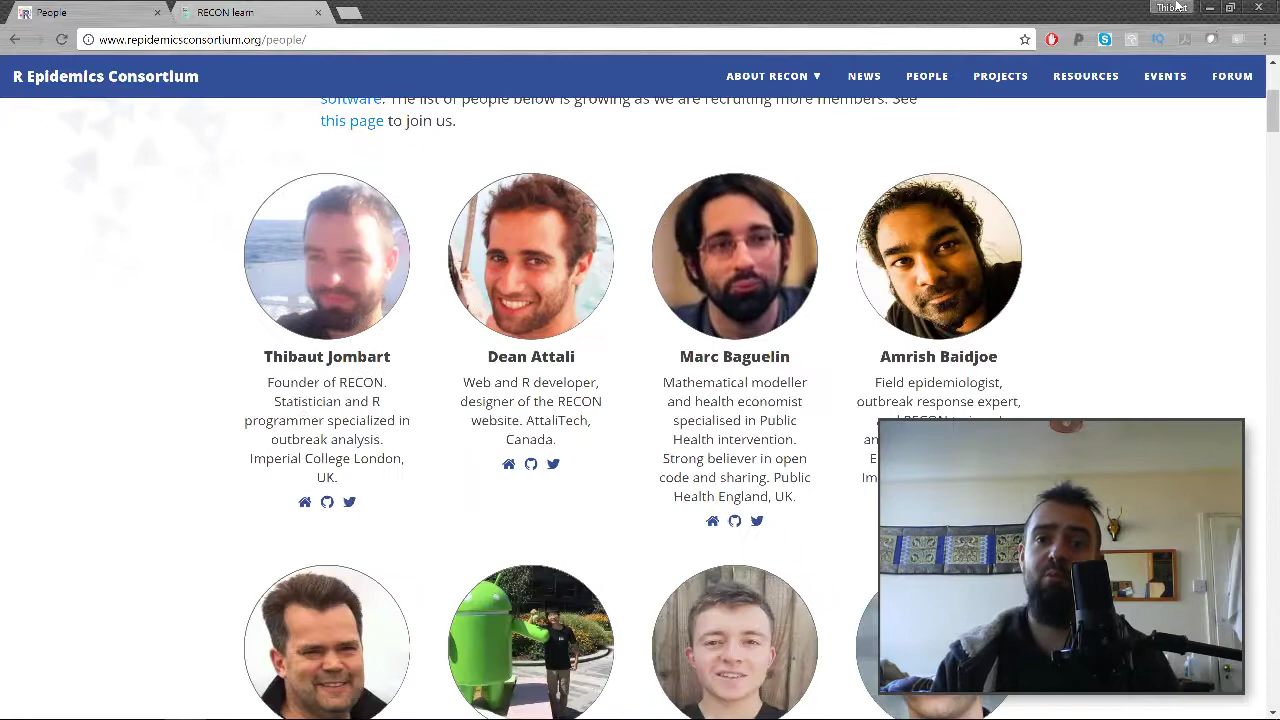 People
RECON learn
Thibaut
www.repidemicsconsortium.org/people/
R Epidemics Consortium
ABOUT RECON ▼
NEWS
PEOPLE
PROJECTS
RESOURCES
EVENTS
FORUM
software. The list of people below is growing as we are recruiting more members. See
this page to join us.
Thibaut Jombart
Founder of RECON.
Statistician and R
programmer specialized in
outbreak analysis.
Imperial College London,
UK.
Dean Attali
Web and R developer,
designer of the RECON
website. AttaliTech,
Canada.
Marc Baguelin
Mathematical modeller
and health economist
specialised in Public
Health intervention.
Strong believer in open
code and sharing. Public
Health England, UK.
Amrish Baidjoe
Field epidemiologist,
outbreak response expert,